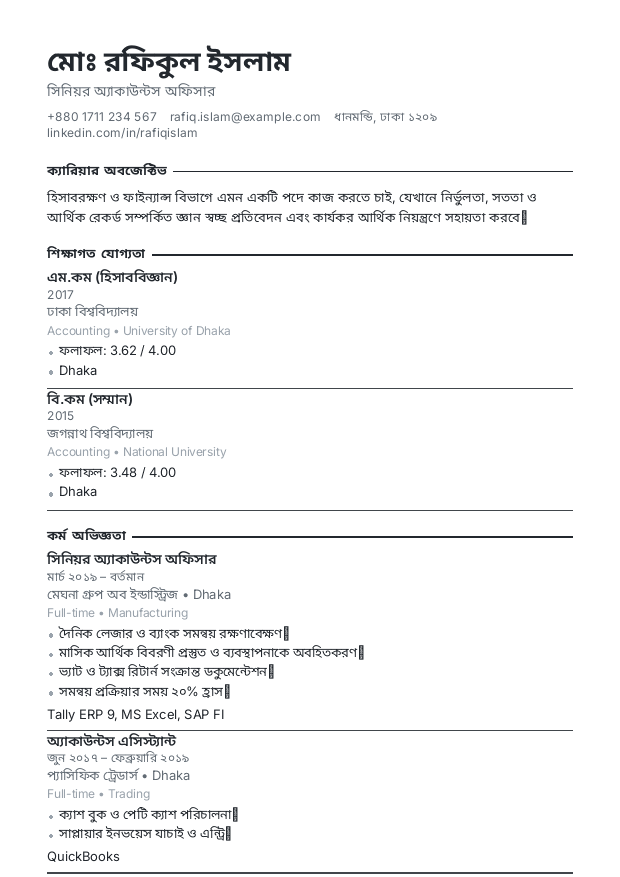 মোঃ রফিকুল ইসলাম
সিনিয়র অ্যাকাউন্টস অফিসার
+880 1711 234 567 rafiq.islam@example.com ধানমন্ডি, ঢাকা ১২০৯
linkedin.com/in/rafiqislam
ক্যারিয়ার অবজেক্টিভ
হিসাবরক্ষণ ও ফাইন্যান্স বিভাগে এমন একটি পদে কাজ করতে চাই, যেখানে নির্ভুলতা, সততা ও
আর্থিক রেকর্ড সম্পর্কিত জ্ঞান স্বচ্ছ প্রতিবেদন এবং কার্যকর আর্থিক নিয়ন্ত্রণে সহায়তা করবে
শিক্ষাগত যোগ্যতা
এম.কম (হিসাববিজ্ঞান)
2017
ঢাকা বিশ্ববিদ্যালয়
Accounting • University of Dhaka
• ফলাফল: 3.62 / 4.00
• Dhaka
বি.কম (সম্মান)
2015
জগন্নাথ বিশ্ববিদ্যালয়
Accounting • National University
• ফলাফল: 3.48 / 4.00
• Dhaka
কর্ম অভিজ্ঞতা
সিনিয়র অ্যাকাউন্টস অফিসার
মার্চ ২০১৯ – বর্তমান
মেঘনা গ্রুপ অব ইন্ডাস্ট্রিজ • Dhaka
Full-time • Manufacturing
• দৈনিক লেজার ও ব্যাংক সমন্বয় রক্ষণাবেক্ষণ
• মাসিক আর্থিক বিবরণী প্রস্তুত ও ব্যবস্থাপনাকে অবহিতকরণ
• ভ্যাট ও ট্যাক্স রিটার্ন সংক্রান্ত ডকুমেন্টেশন
• সমন্বয় প্রক্রিয়ার সময় ২০% হ্রাস
Tally ERP 9, MS Excel, SAP FI
অ্যাকাউন্টস এসিস্ট্যান্ট
জুন ২০১৭ – ফেব্রুয়ারি ২০১৯
প্যাসিফিক ট্রেডার্স • Dhaka
Full-time • Trading
• ক্যাশ বুক ও পেটি ক্যাশ পরিচালনা
• সাপ্লায়ার ইনভয়েস যাচাই ও এন্ট্রি
QuickBooks